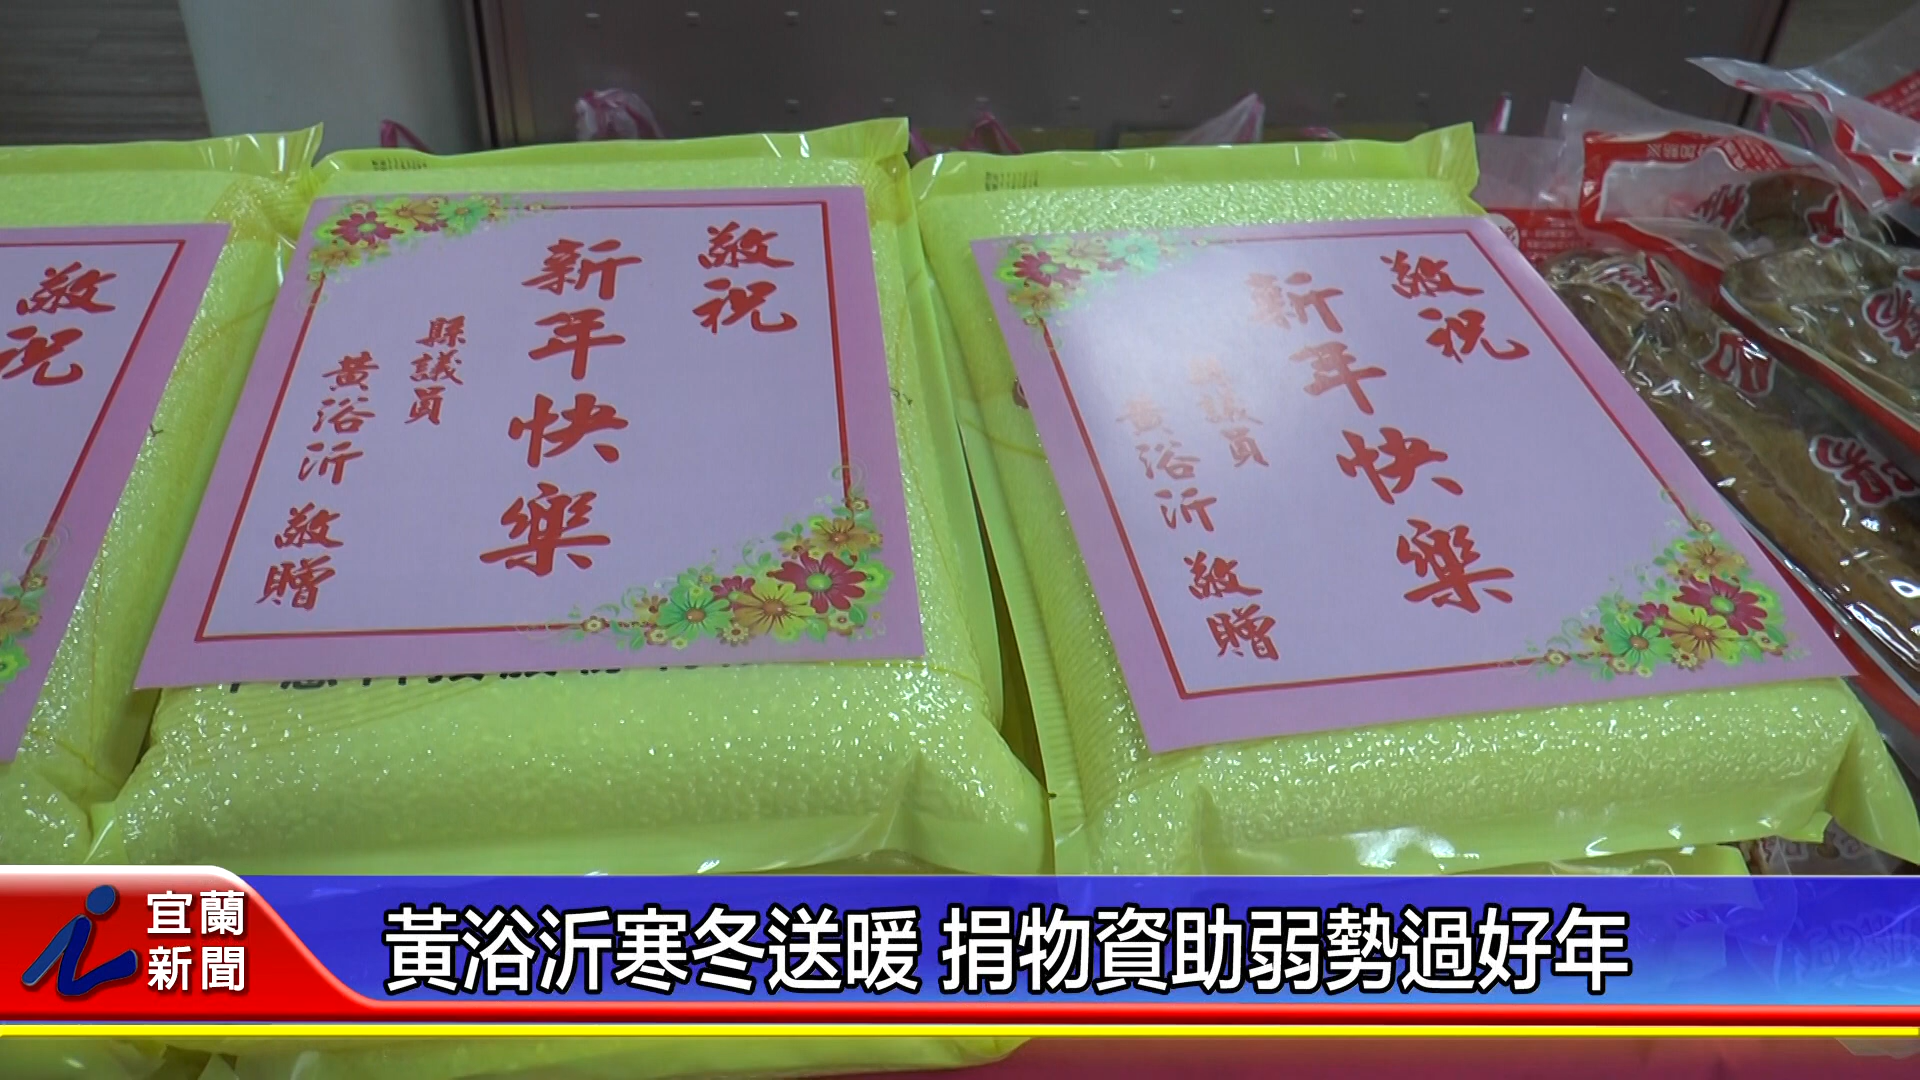 敬祝
敬祝
新年快樂
縣議員
黃浴沂 敬贈
敬祝
新年快樂
縣議員
黃浴沂 敬贈
宜蘭
新聞
黃浴沂寒冬送暖 捐物資助弱勢過好年